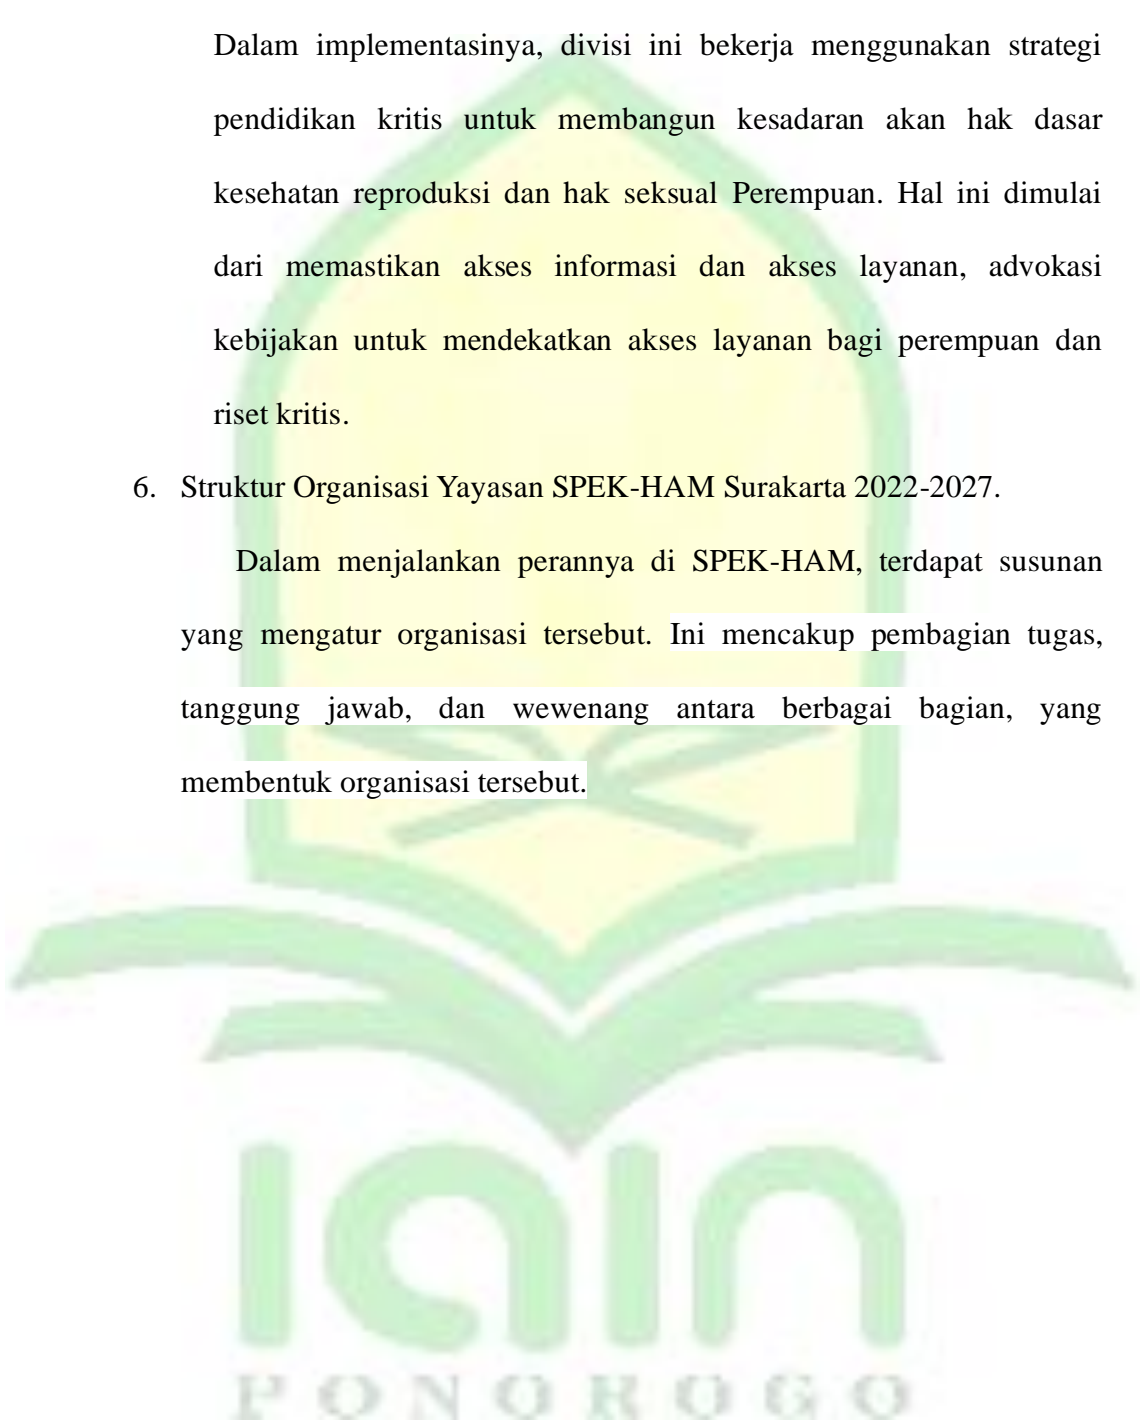 Dalam implementasinya, divisi ini bekerja menggunakan strategi
pendidikan kritis untuk membangun kesadaran akan hak dasar
kesehatan reproduksi dan hak seksual Perempuan. Hal ini dimulai
dari memastikan akses informasi dan akses layanan, advokasi
kebijakan untuk mendekatkan akses layanan bagi perempuan dan
riset kritis.
6. Struktur Organisasi Yayasan SPEK-HAM Surakarta 2022-2027.
Dalam menjalankan perannya di SPEK-HAM, terdapat susunan
yang mengatur organisasi tersebut. Ini mencakup pembagian tugas,
tanggung jawab, dan wewenang antara berbagai bagian, yang
membentuk organisasi tersebut.
iain
PONOROGO